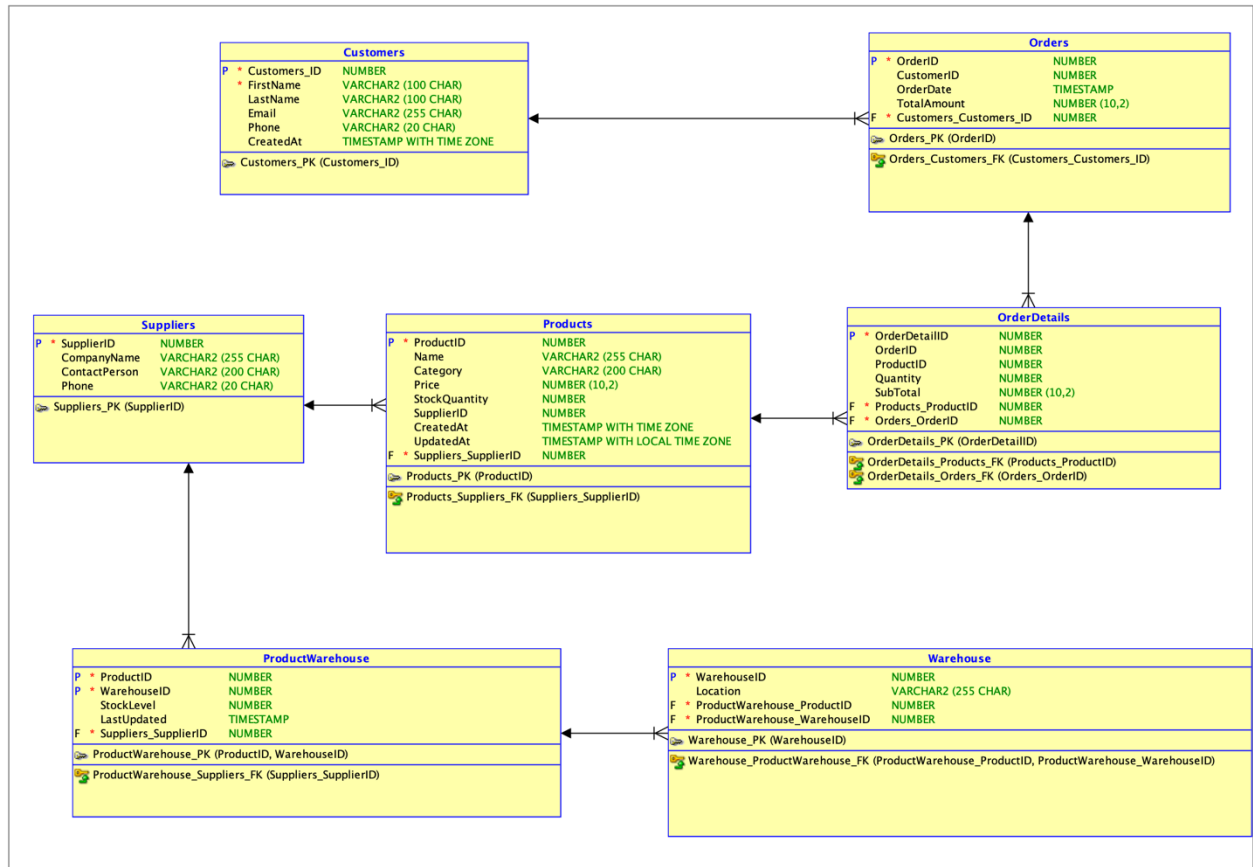 Customers
P * Customers_ID NUMBER
* FirstName VARCHAR2 (100 CHAR)
LastName VARCHAR2 (100 CHAR)
Email VARCHAR2 (255 CHAR)
Phone VARCHAR2 (20 CHAR)
CreatedAt TIMESTAMP WITH TIME ZONE
Customers_PK (Customers_ID)
Orders
P * OrderID NUMBER
CustomerID NUMBER
OrderDate TIMESTAMP
TotalAmount NUMBER (10,2)
F * Customers_Customers_ID NUMBER
Orders_PK (OrderID)
Orders_Customers_FK (Customers_Customers_ID)
Suppliers
P * SupplierID NUMBER
CompanyName VARCHAR2 (255 CHAR)
ContactPerson VARCHAR2 (200 CHAR)
Phone VARCHAR2 (20 CHAR)
Suppliers_PK (SupplierID)
Products
P * ProductID NUMBER
Name VARCHAR2 (255 CHAR)
Category VARCHAR2 (200 CHAR)
Price NUMBER (10,2)
StockQuantity NUMBER
SupplierID NUMBER
CreatedAt TIMESTAMP WITH TIME ZONE
UpdatedAt TIMESTAMP WITH LOCAL TIME ZONE
F * Suppliers_SupplierID NUMBER
Products_PK (ProductID)
Products_Suppliers_FK (Suppliers_SupplierID)
OrderDetails
P * OrderDetailID NUMBER
OrderID NUMBER
ProductID NUMBER
Quantity NUMBER
SubTotal NUMBER (10,2)
F * Products_ProductID NUMBER
F * Orders_OrderID NUMBER
OrderDetails_PK (OrderDetailID)
OrderDetails_Products_FK (Products_ProductID)
OrderDetails_Orders_FK (Orders_OrderID)
ProductWarehouse
P * ProductID NUMBER
P * WarehouseID NUMBER
StockLevel NUMBER
LastUpdated TIMESTAMP
F * Suppliers_SupplierID NUMBER
ProductWarehouse_PK (ProductID, WarehouseID)
ProductWarehouse_Suppliers_FK (Suppliers_SupplierID)
Warehouse
P * WarehouseID NUMBER
Location VARCHAR2 (255 CHAR)
F * ProductWarehouse_ProductID NUMBER
F * ProductWarehouse_WarehouseID NUMBER
Warehouse_PK (WarehouseID)
Warehouse_ProductWarehouse_FK (ProductWarehouse_ProductID, ProductWarehouse_WarehouseID)